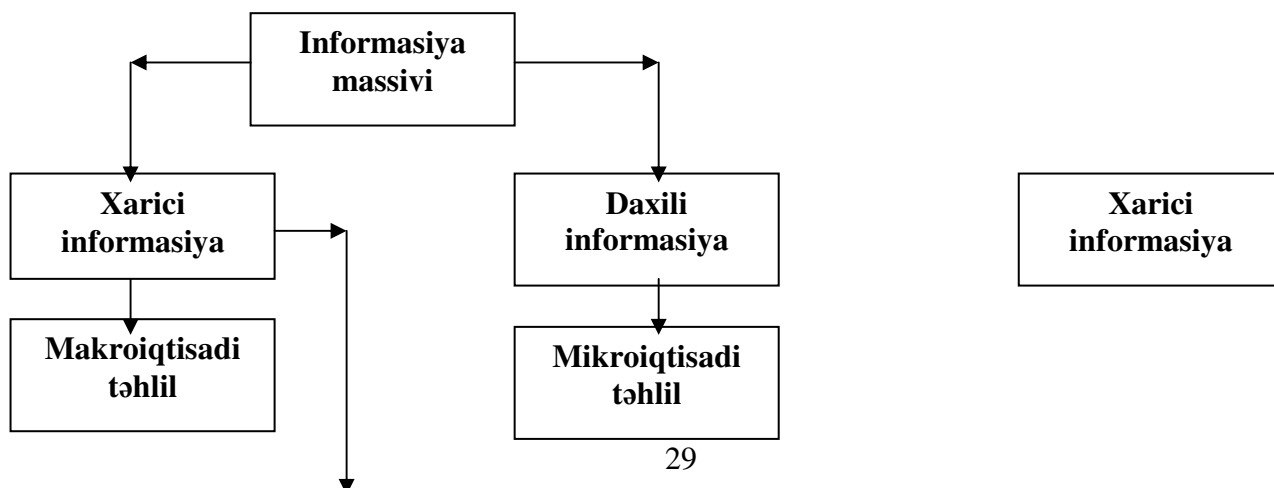 Informasiya
massivi
Xarici
informasiya
Daxili
informasiya
Xarici
informasiya
Makroiqtisadi
təhlil
Mikroiqtisadi
təhlil
29